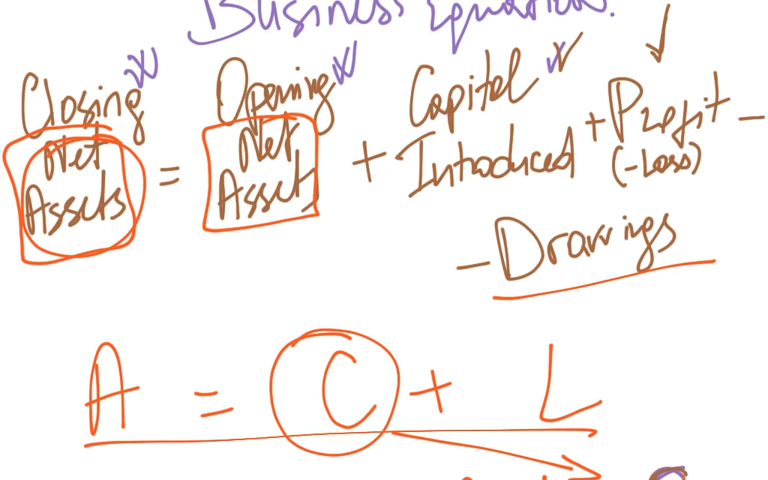 Business Equation.
Closing Net Assets = Opening Net Assets + Capital Introduced + Profit (-Loss) -
- Drawings
A = C + L